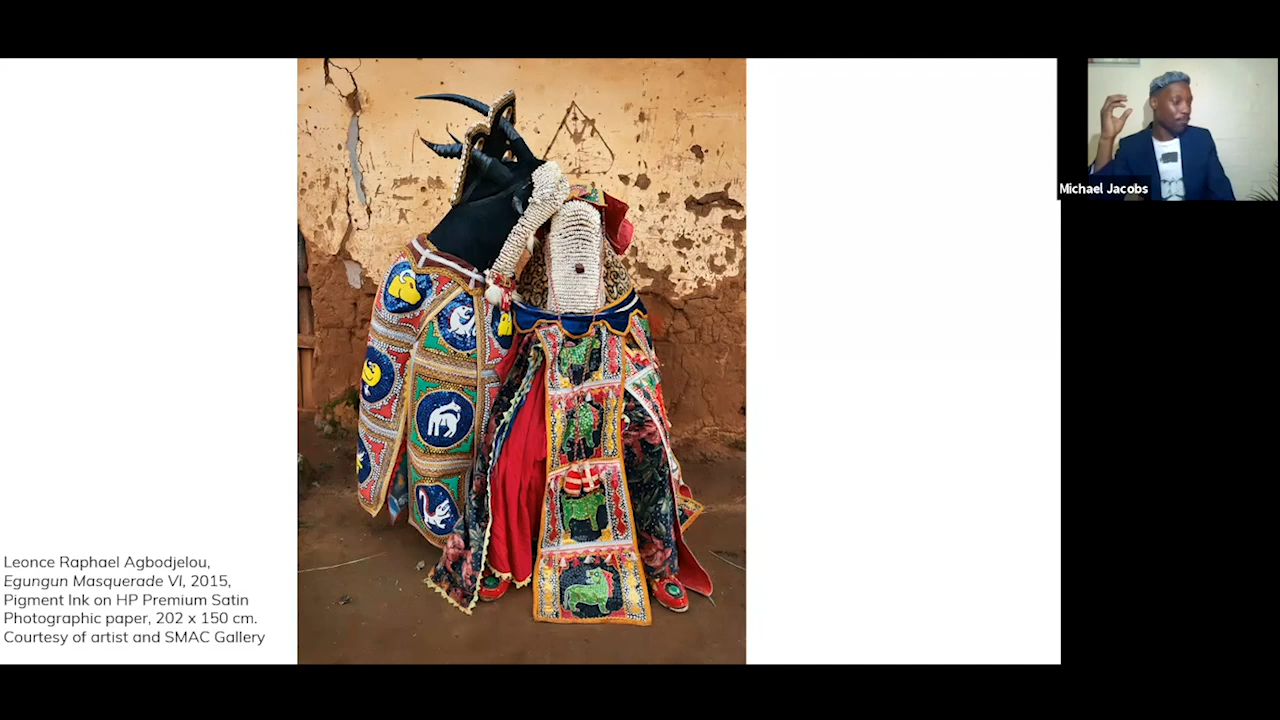 Leonce Raphael Agbodjelou,
Egungun Masquerade VI, 2015,
Pigment Ink on HP Premium Satin
Photographic paper, 202 x 150 cm.
Courtesy of artist and SMAC Gallery
Michael Jacobs